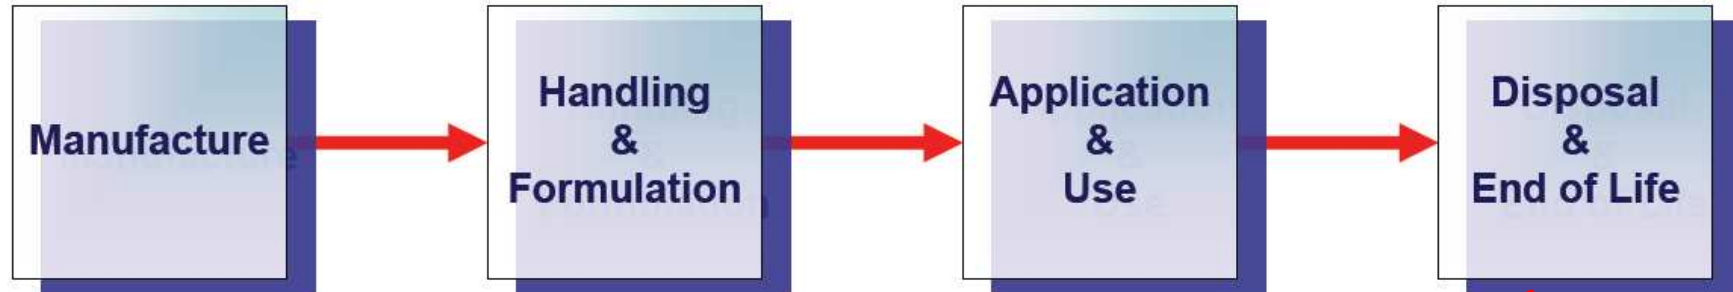 Manufacture
Handling
&
Formulation
Application
&
Use
Disposal
&
End of Life